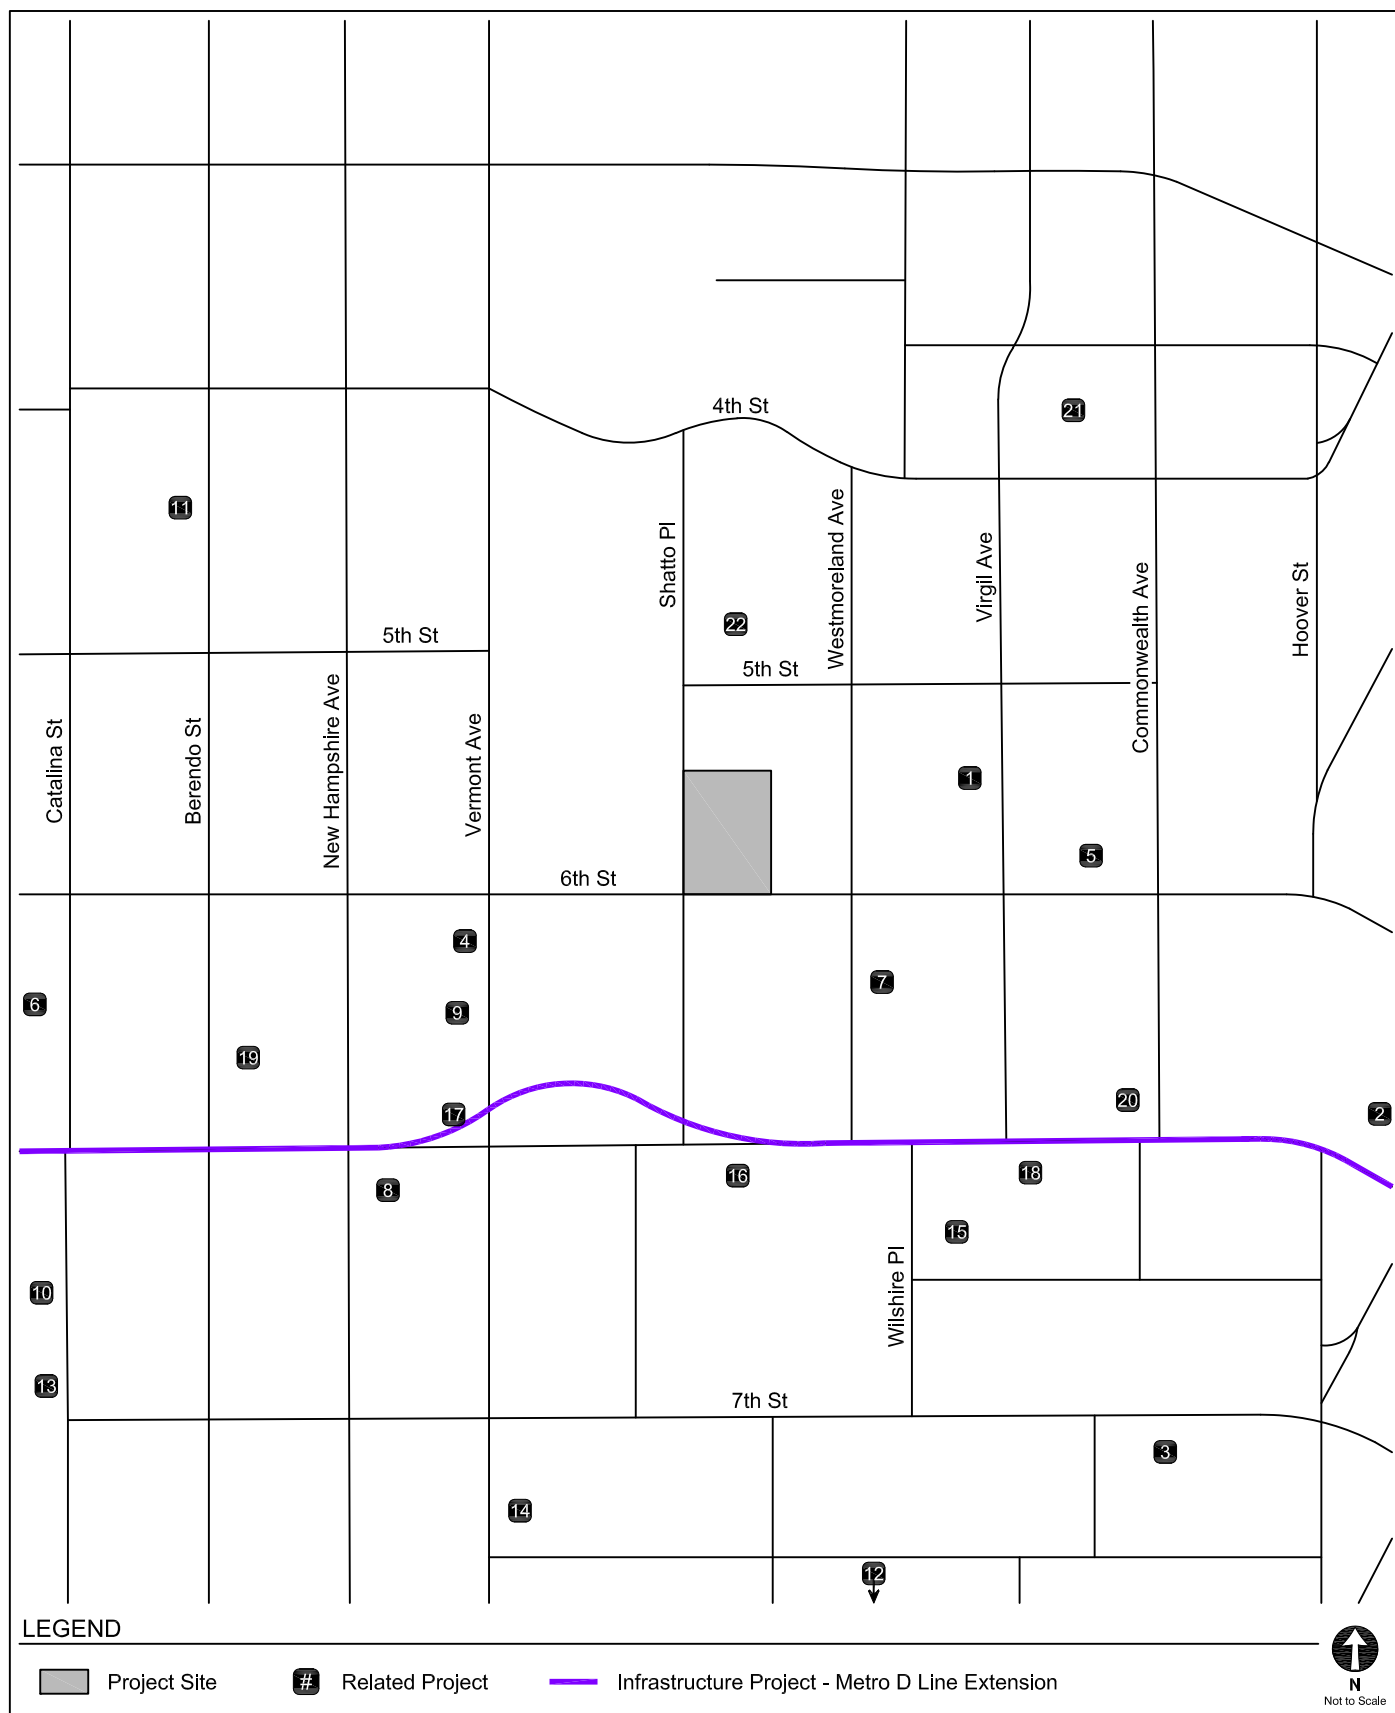 4th St
21
11
Shatto Pl
Westmoreland Ave
Virgil Ave
Commonwealth Ave
Hoover St
22
5th St
5th St
Catalina St
Berendo St
New Hampshire Ave
Vermont Ave
1
5
6th St
4
7
6
9
19
17
20
2
8
16
18
15
10
Wilshire Pl
13
7th St
3
14
12
LEGEND
Project Site
# Related Project
Infrastructure Project - Metro D Line Extension
N
Not to Scale